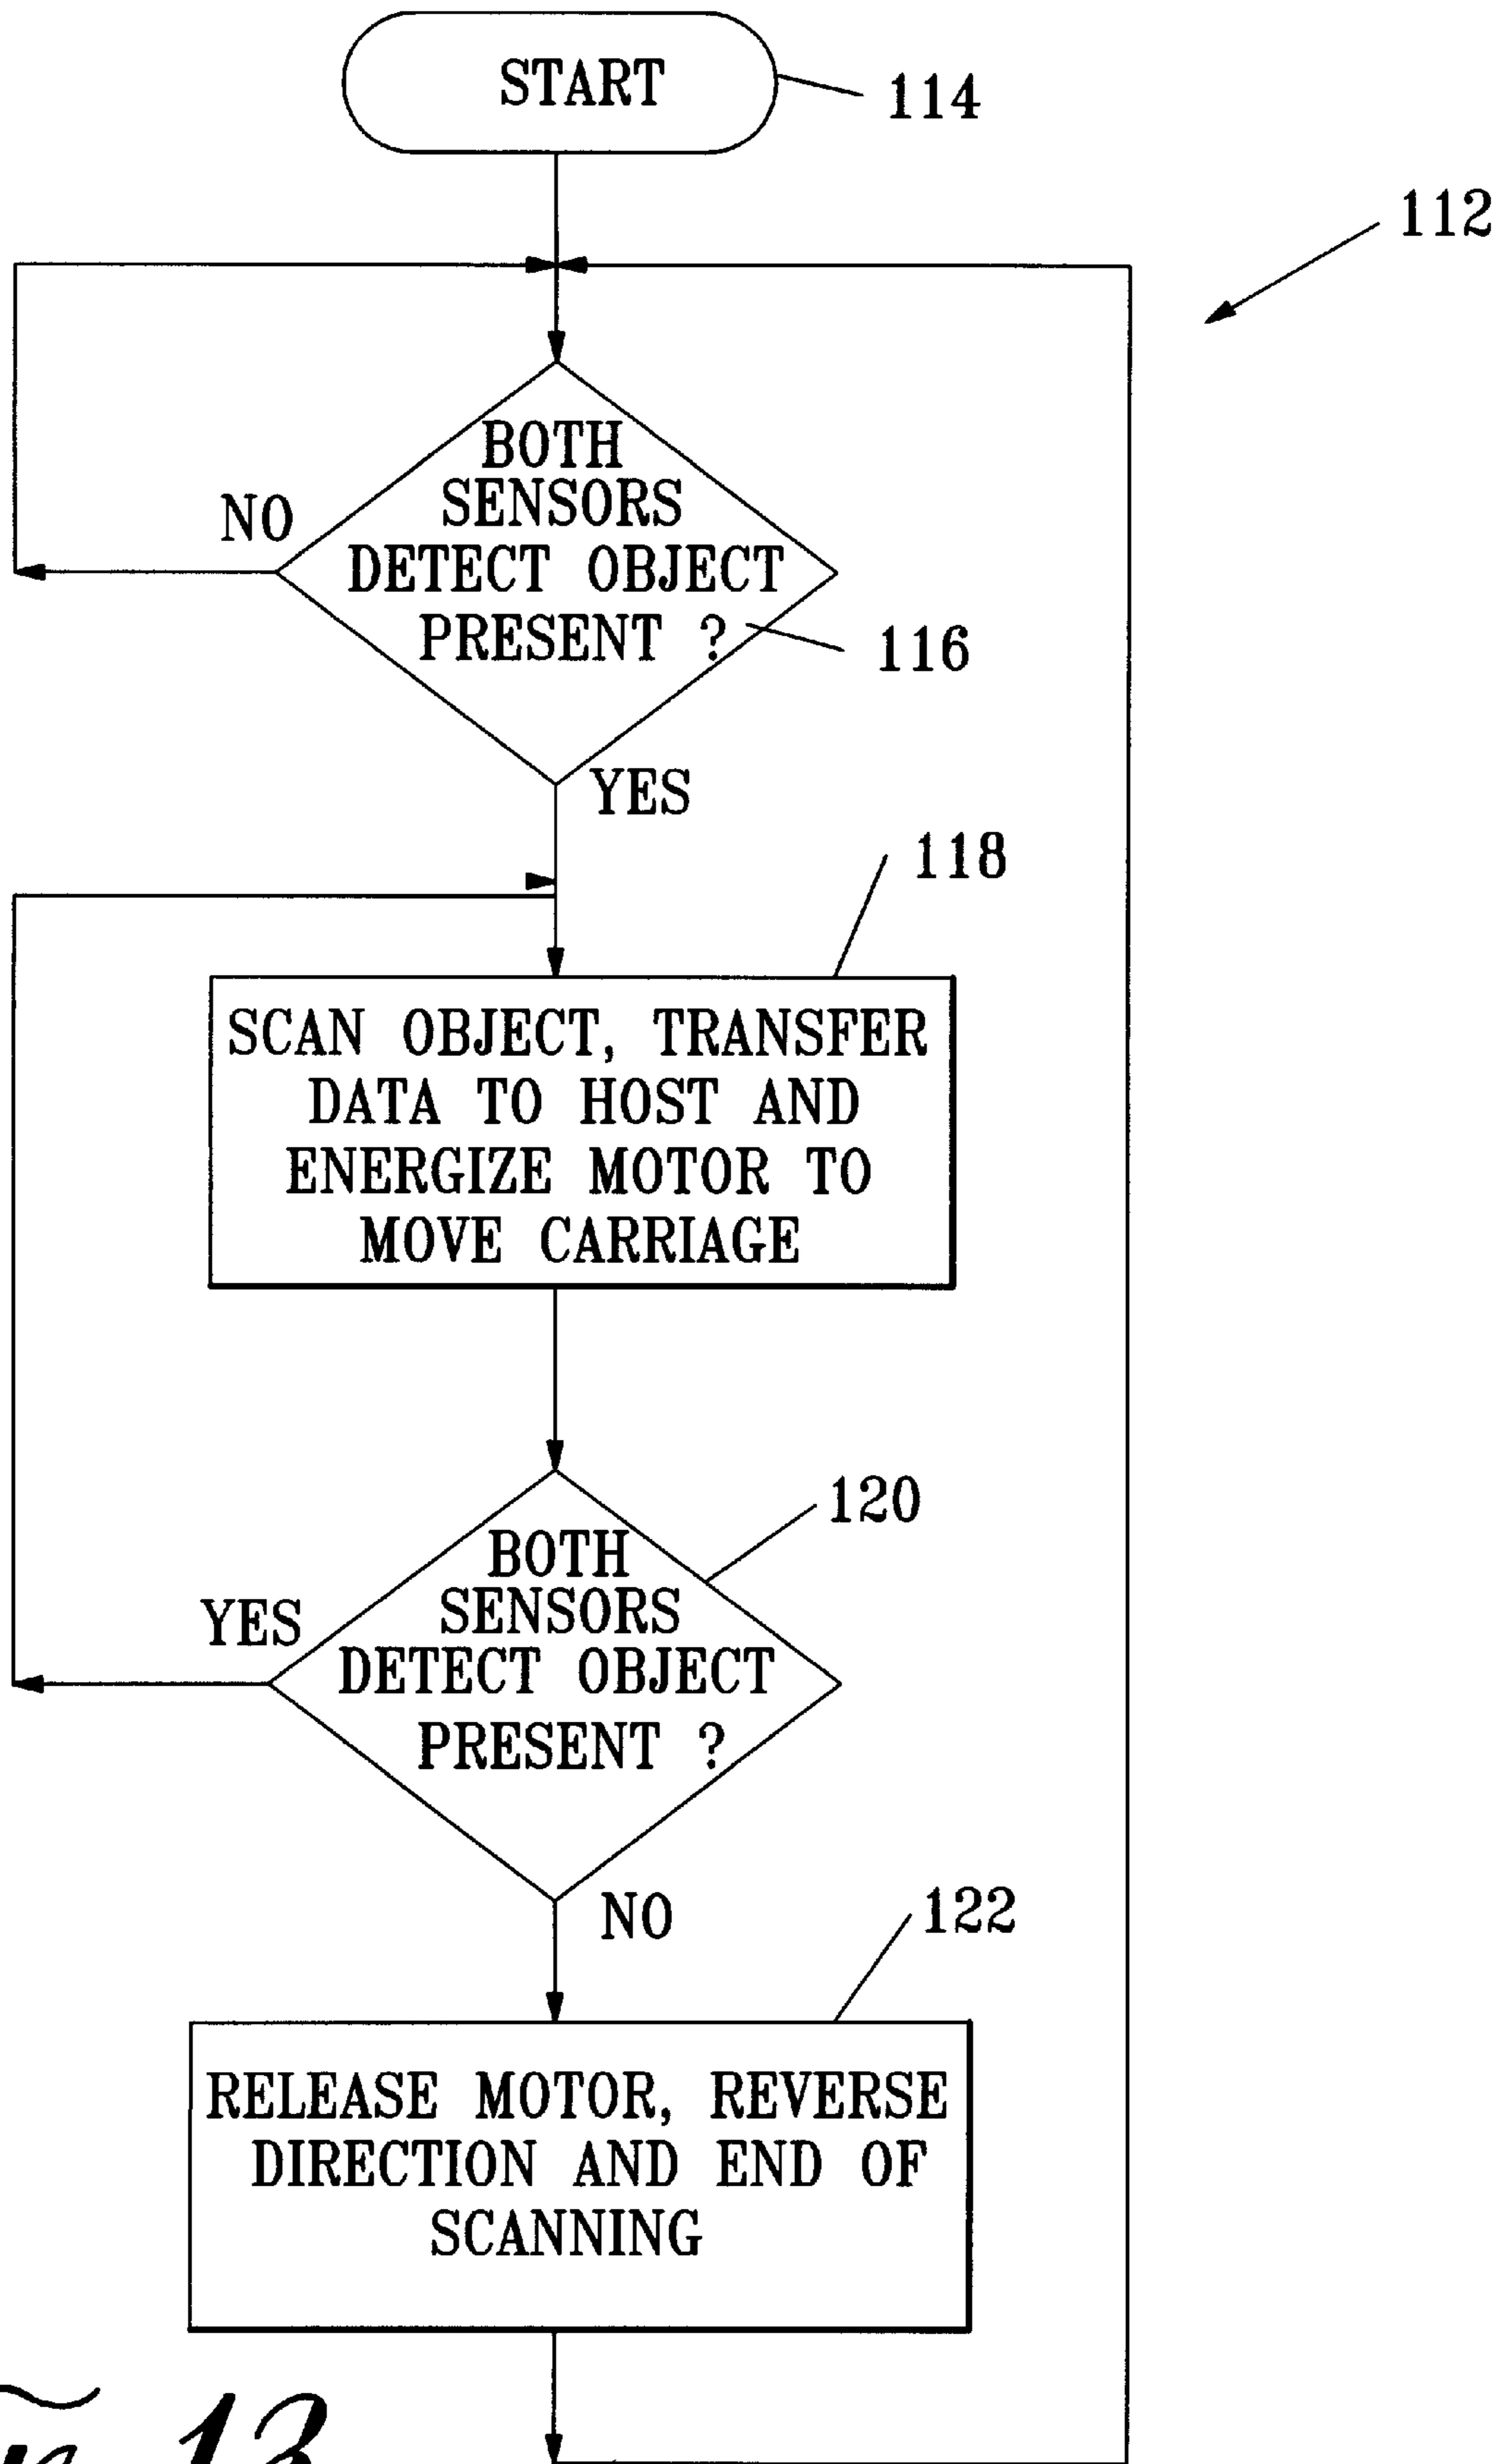 START
114
112
BOTH
SENSORS
DETECT OBJECT
PRESENT ?
NO
116
YES
118
SCAN OBJECT, TRANSFER
DATA TO HOST AND
ENERGIZE MOTOR TO
MOVE CARRIAGE
120
BOTH
SENSORS
DETECT OBJECT
PRESENT ?
YES
NO
122
RELEASE MOTOR, REVERSE
DIRECTION AND END OF
SCANNING
13